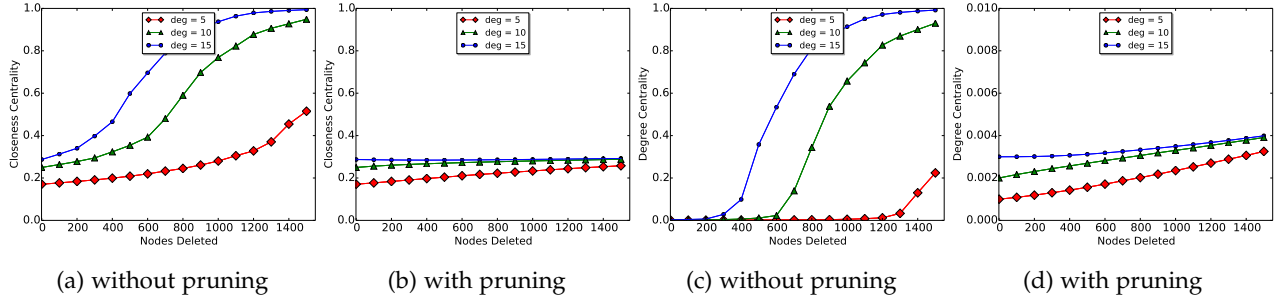 Closeness Centrality
1.0
0.8
0.6
0.4
0.2
0.0
deg = 5
deg = 10
deg = 15
0 200 400 600 800 1000 1200 1400
Nodes Deleted
(a) without pruning
Closeness Centrality
1.0
0.8
0.6
0.4
0.2
0.0
deg = 5
deg = 10
deg = 15
0 200 400 600 800 1000 1200 1400
Nodes Deleted
(b) with pruning
Degree Centrality
1.0
0.8
0.6
0.4
0.2
0.0
deg = 5
deg = 10
deg = 15
0 200 400 600 800 1000 1200 1400
Nodes Deleted
(c) without pruning
Degree Centrality
0.010
0.008
0.006
0.004
0.002
0.000
deg = 5
deg = 10
deg = 15
0 200 400 600 800 1000 1200 1400
Nodes Deleted
(d) with pruning